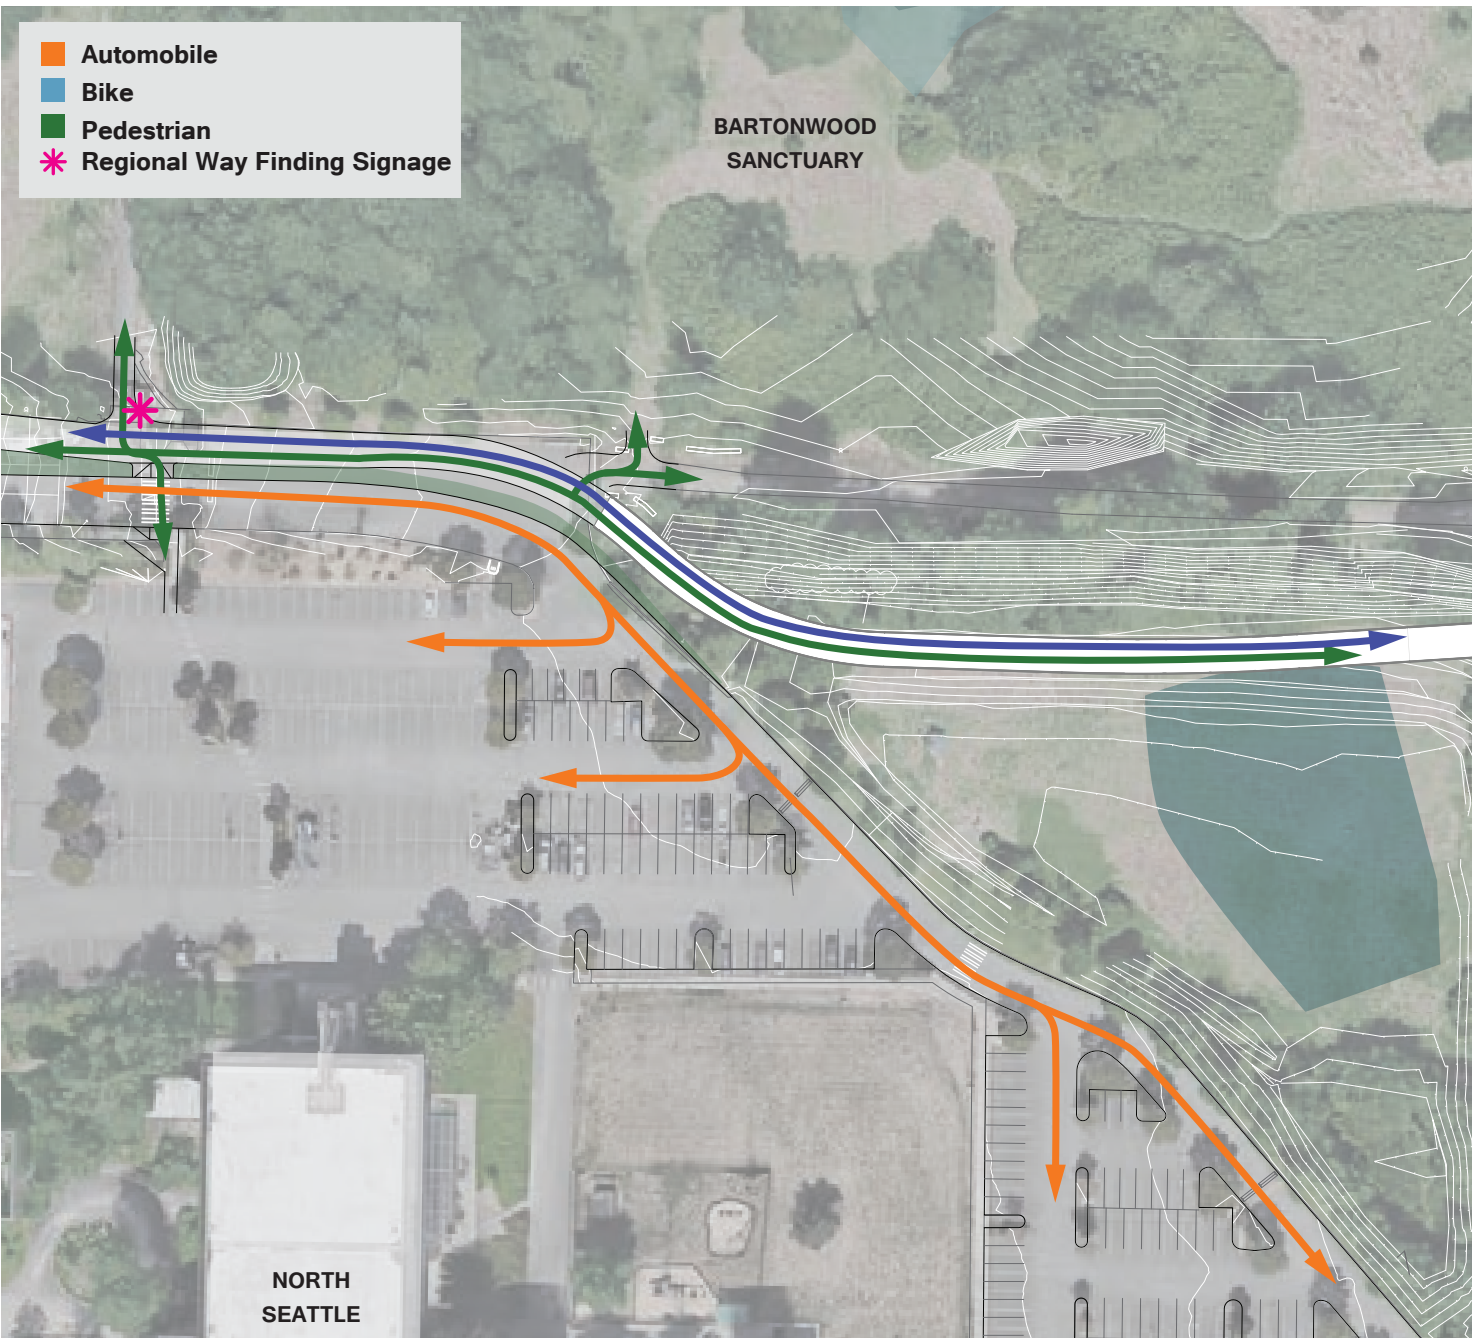 Automobile
Bike
Pedestrian
Regional Way Finding Signage
BARTONWOOD
SANCTUARY
NORTH
SEATTLE